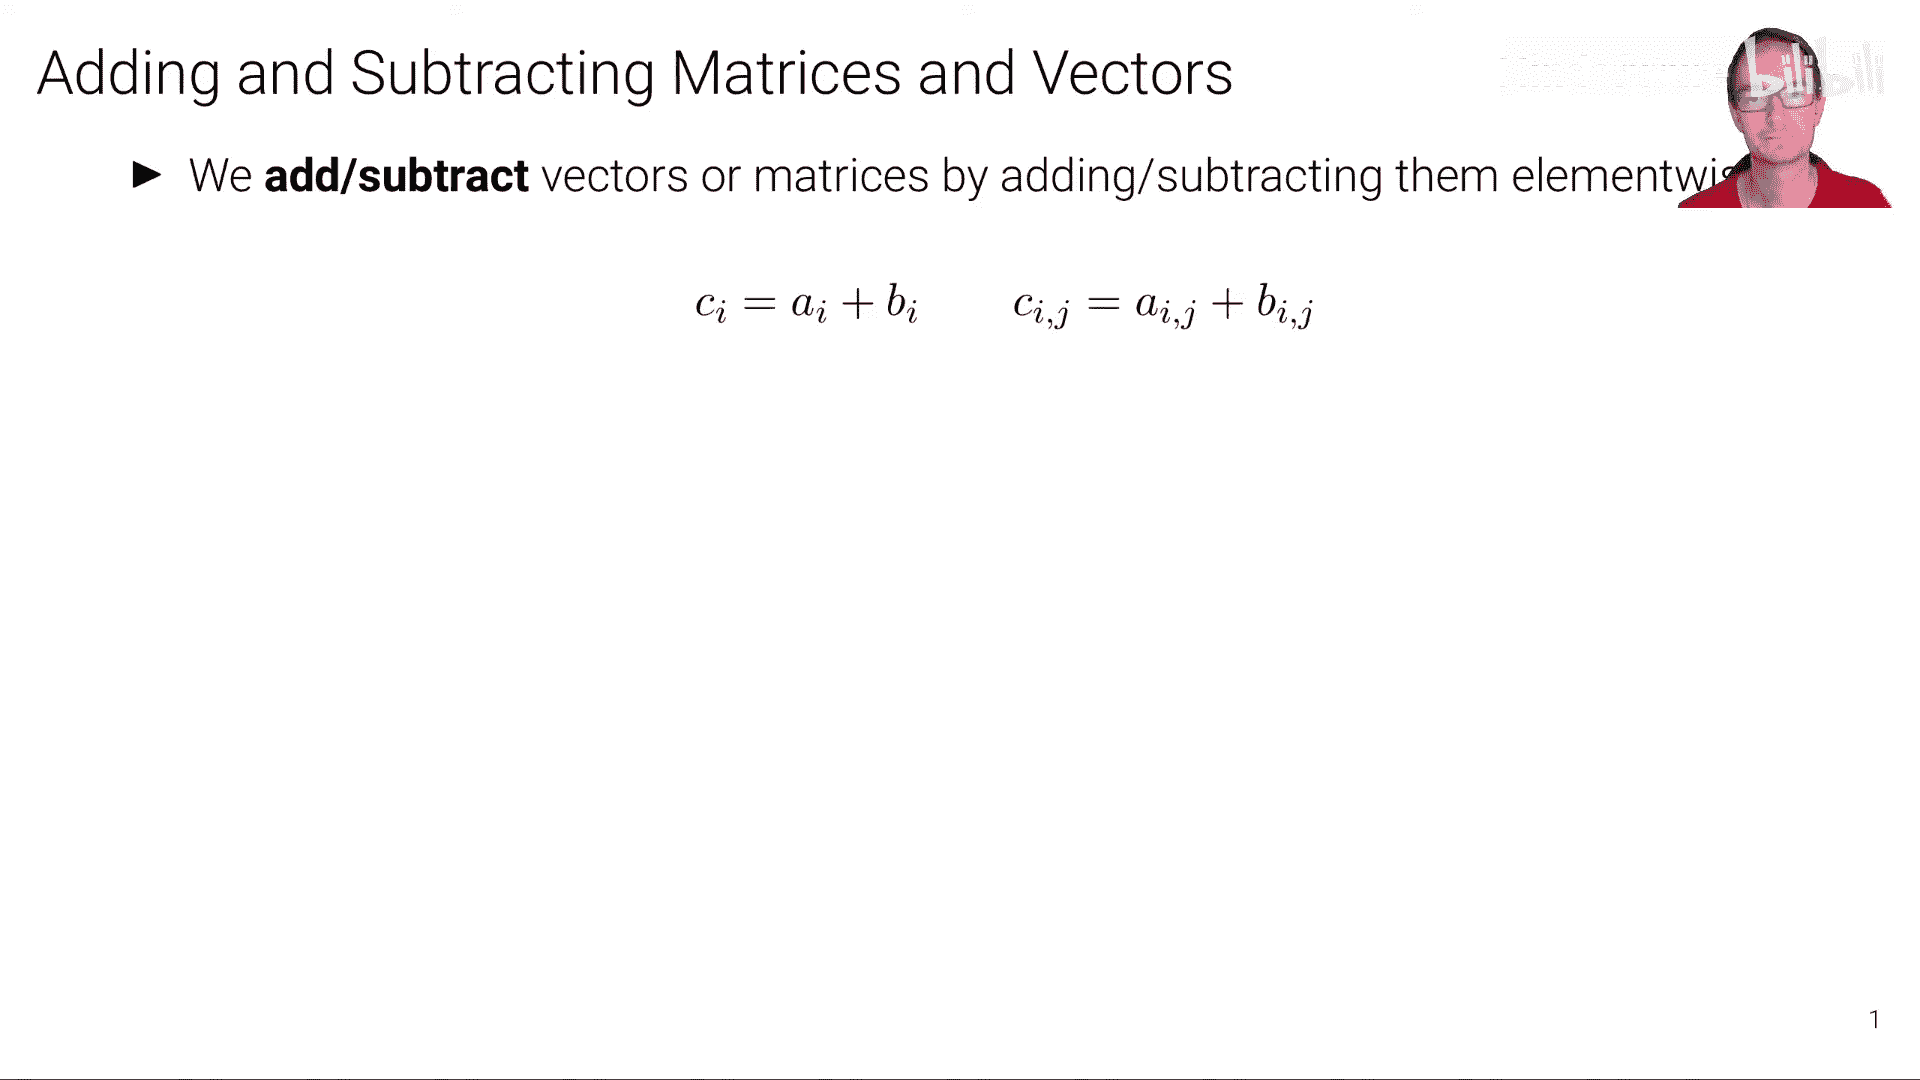 Adding and Subtracting Matrices and Vectors
bilibili
▶ We add/subtract vectors or matrices by adding/subtracting them
c_i = a_i + b_i c_{i,j} = a_{i,j} + b_{i,j}
1